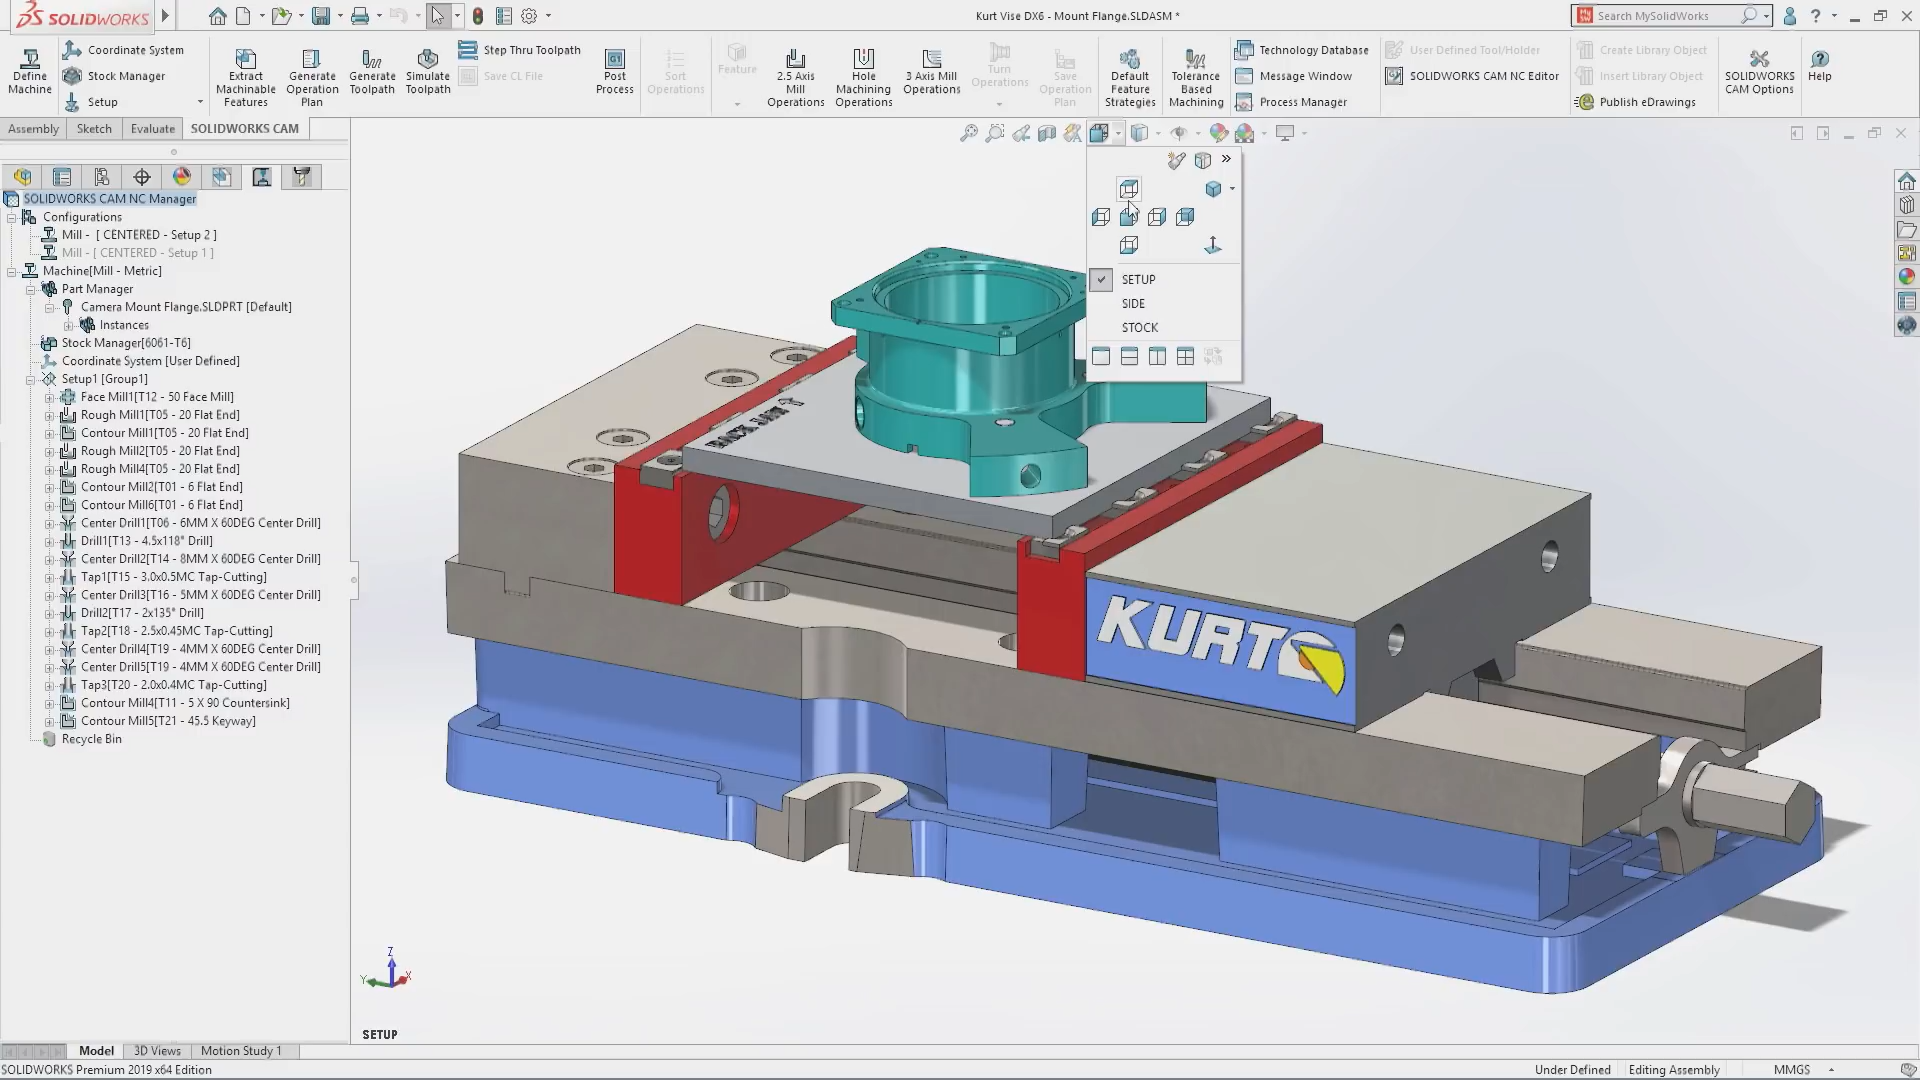 SOLIDWORKS
Kurt Vise DX6 - Mount Flange.SLDASM *
Search MySolidWorks
Define Machine
Coordinate System
Stock Manager
Setup
Extract Machinable Features
Generate Operation Plan
Generate Toolpath
Simulate Toolpath
Step Thru Toolpath
Save CL File
Post Process
Sort Operations
Feature
2.5 Axis Mill Operations
Hole Machining Operations
3 Axis Mill Operations
Turn Operations
Save Operation Plan
Default Feature Strategies
Tolerance Based Machining
Technology Database
Message Window
Process Manager
User Defined Tool/Holder
SOLIDWORKS CAM NC Editor
Create Library Object
Insert Library Object
Publish eDrawings
SOLIDWORKS CAM Options
Help
Assembly
Sketch
Evaluate
SOLIDWORKS CAM
SOLIDWORKS CAM NC Manager
Configurations
Mill - [ CENTERED - Setup 2 ]
Mill - [ CENTERED - Setup 1 ]
Machine[Mill - Metric]
Part Manager
Camera Mount Flange.SLDPRT [Default]
Instances
Stock Manager[6061-T6]
Coordinate System [User Defined]
Setup1 [Group1]
Face Mill1[T12 - 50 Face Mill]
Rough Mill1[T05 - 20 Flat End]
Contour Mill1[T05 - 20 Flat End]
Rough Mill2[T05 - 20 Flat End]
Rough Mill4[T05 - 20 Flat End]
Contour Mill2[T01 - 6 Flat End]
Contour Mill6[T01 - 6 Flat End]
Center Drill1[T06 - 6MM X 60DEG Center Drill]
Drill1[T13 - 4.5x118° Drill]
Center Drill2[T14 - 8MM X 60DEG Center Drill]
Tap1[T15 - 3.0x0.5MC Tap-Cutting]
Center Drill3[T16 - 5MM X 60DEG Center Drill]
Drill2[T17 - 2x135° Drill]
Tap2[T18 - 2.5x0.45MC Tap-Cutting]
Center Drill4[T19 - 4MM X 60DEG Center Drill]
Center Drill5[T19 - 4MM X 60DEG Center Drill]
Tap3[T20 - 2.0x0.4MC Tap-Cutting]
Contour Mill4[T11 - 5 X 90 Countersink]
Contour Mill5[T21 - 45.5 Keyway]
Recycle Bin
SETUP
SIDE
STOCK
BACK JAW
KURT
Z
Y
X
SETUP
Model
3D Views
Motion Study 1
SOLIDWORKS Premium 2019 x64 Edition
Under Defined
Editing Assembly
MMGS